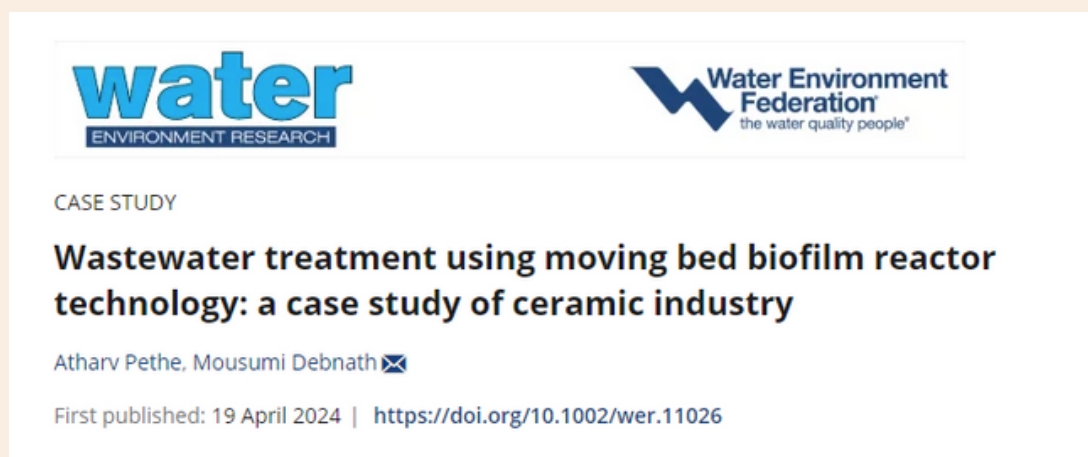 water
ENVIRONMENT RESEARCH
Water Environment
Federation®
the water quality people®
CASE STUDY
Wastewater treatment using moving bed biofilm reactor
technology: a case study of ceramic industry
Atharv Pethe, Mousumi Debnath
First published: 19 April 2024 | https://doi.org/10.1002/wer.11026